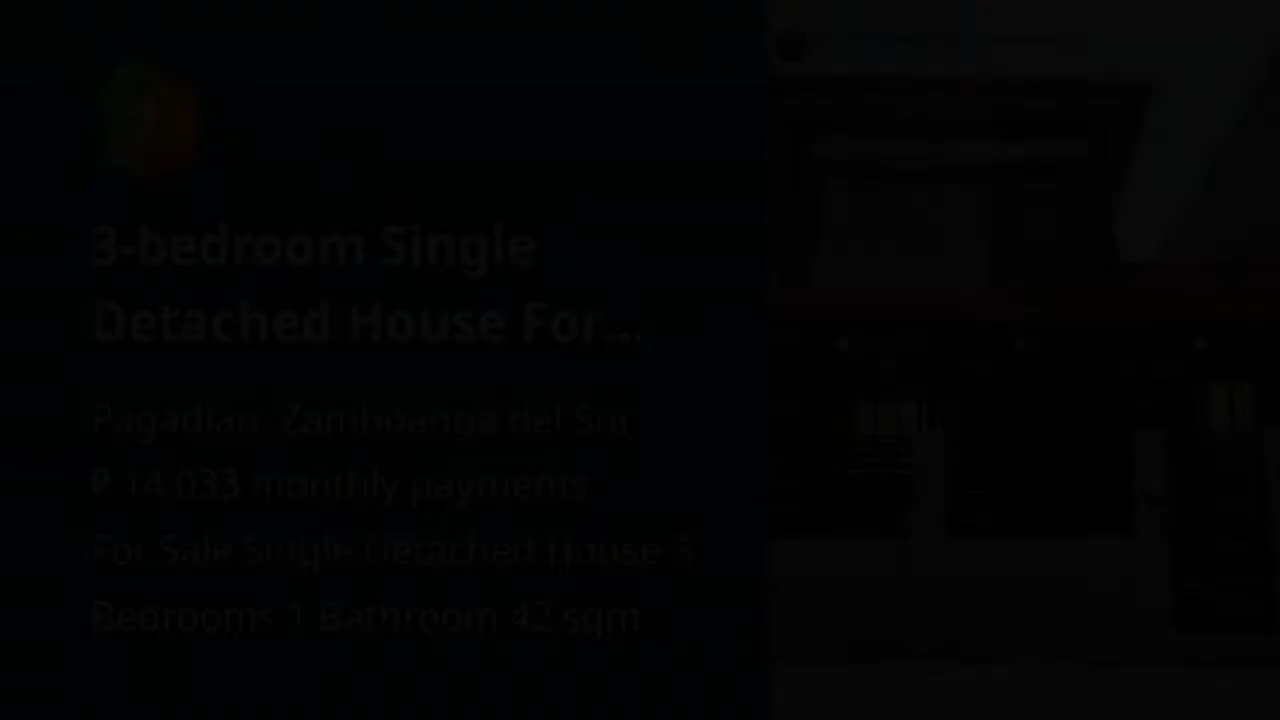 3-bedroom Single
Detached House For...
Pagadian, Zamboanga del Sur
₱ 14,033 monthly payments
For Sale Single Detached House 3
Bedrooms 1 Bathroom 42 sqm